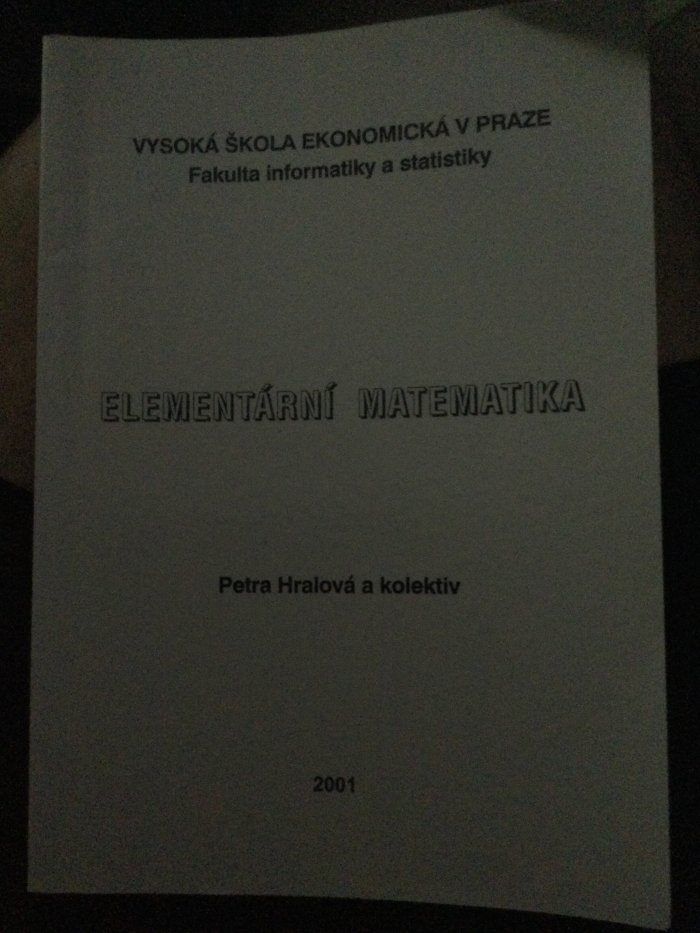 VYSOKÁ ŠKOLA EKONOMICKÁ V PRAZE
Fakulta informatiky a statistiky
ELEMENTÁRNÍ MATEMATIKA
Petra Hralová a kolektiv
2001